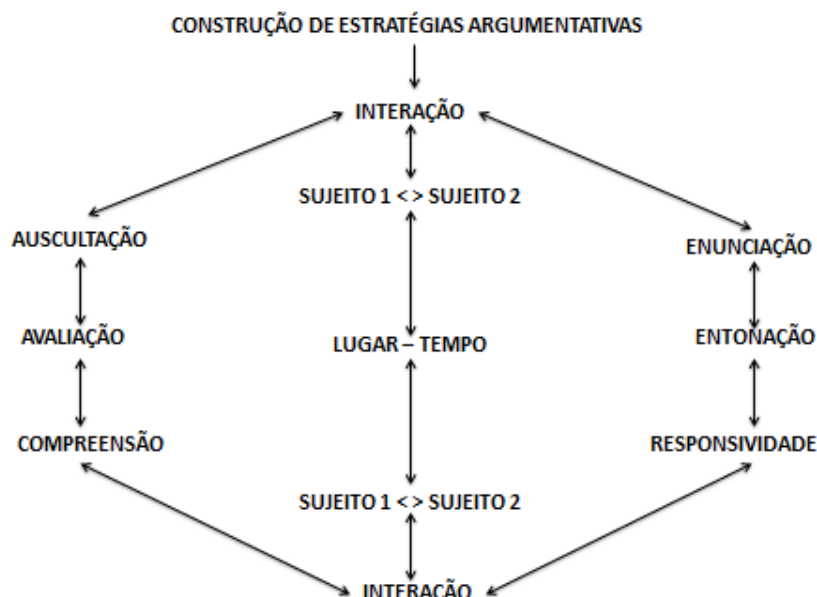 CONSTRUÇÃO DE ESTRATÉGIAS ARGUMENTATIVAS
INTERAÇÃO
SUJEITO 1 < > SUJEITO 2
AUSCULTAÇÃO
ENUNCIAÇÃO
AVALIAÇÃO
LUGAR – TEMPO
ENTONAÇÃO
COMPREENSÃO
RESPONSIVIDADE
SUJEITO 1 < > SUJEITO 2
INTERAÇÃO